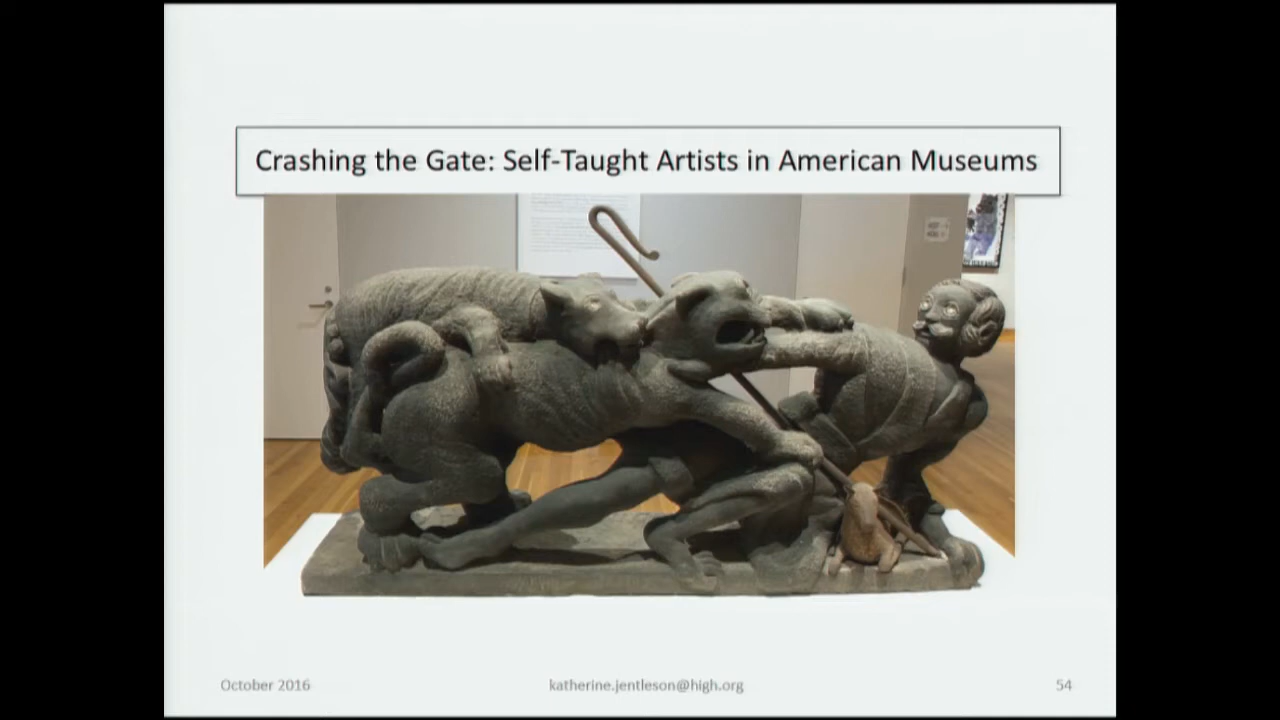 Crashing the Gate: Self-Taught Artists in American Museums
October 2016
katherine.jentleson@high.org
54